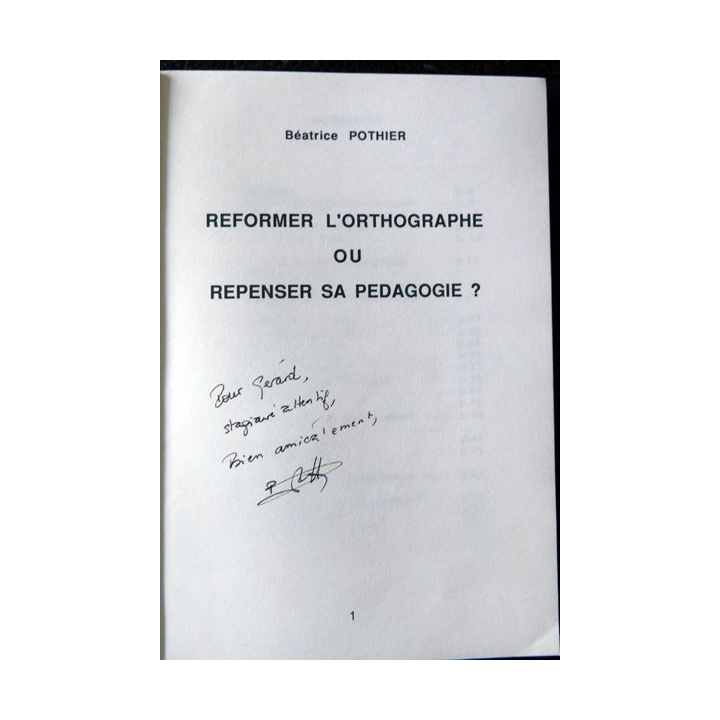 Béatrice POTHIER
REFORMER L'ORTHOGRAPHE
OU
REPENSER SA PEDAGOGIE ?
Pour Gérard,
stagiaire attentif,
Bien amicalement,
1